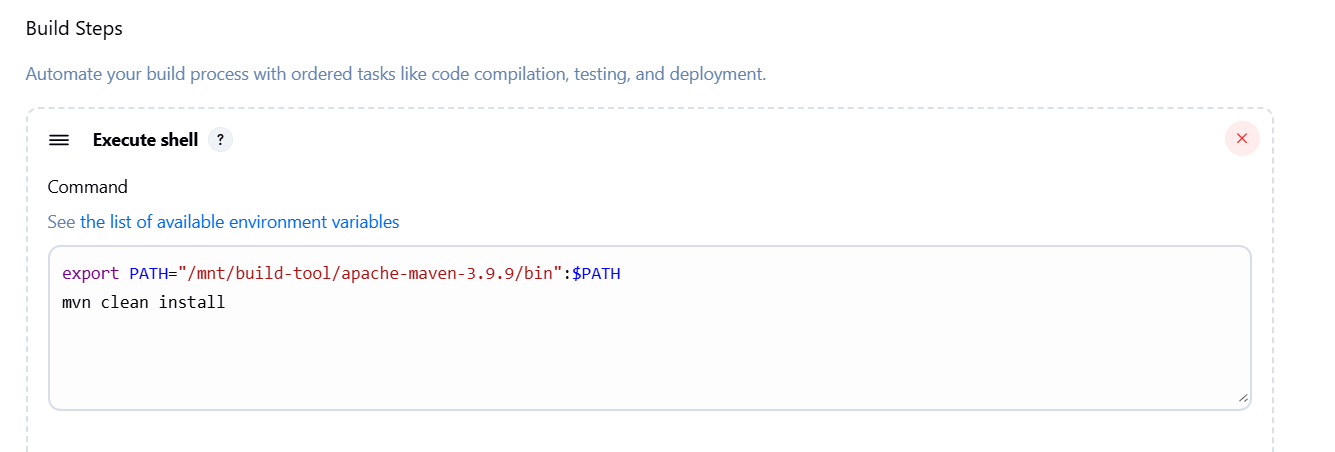 Build Steps
Automate your build process with ordered tasks like code compilation, testing, and deployment.
Execute shell ?
Command
See the list of available environment variables
export PATH="/mnt/build-tool/apache-maven-3.9.9/bin":$PATH
mvn clean install